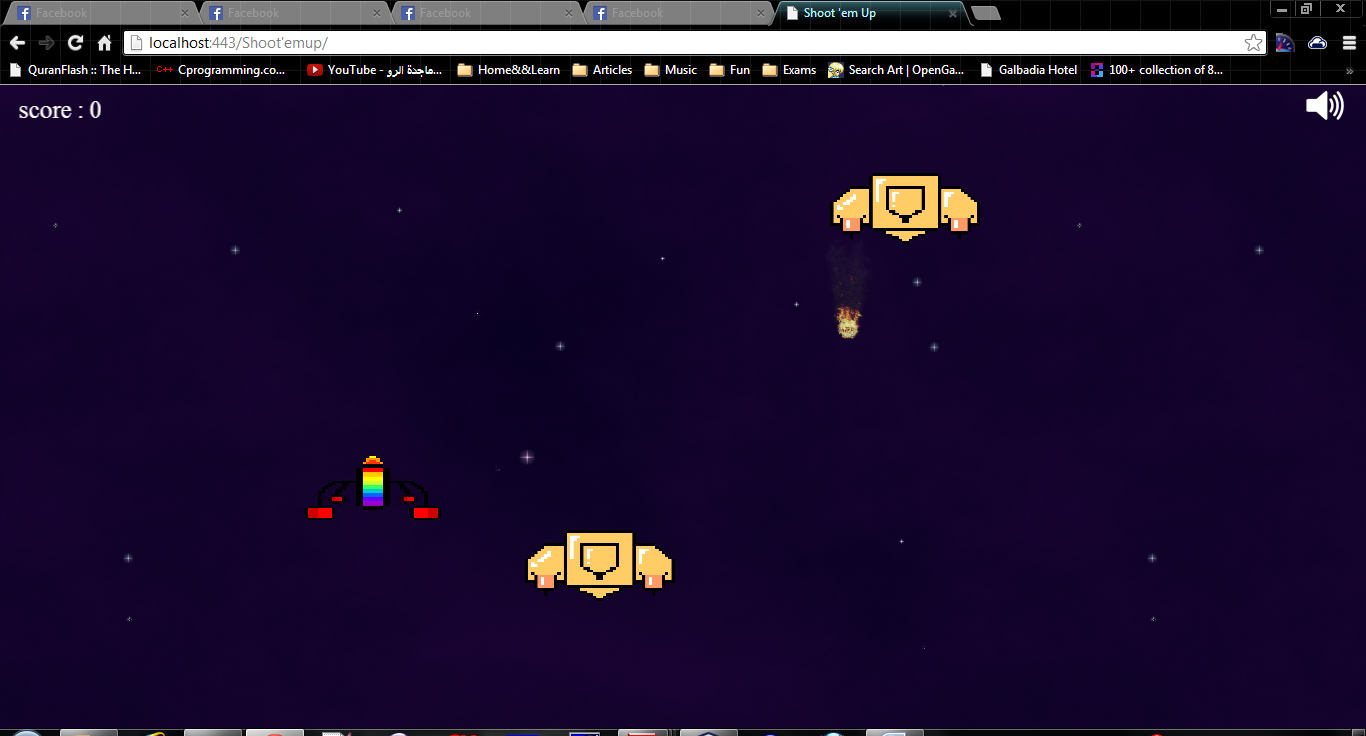 Facebook Facebook Facebook Facebook Shoot 'em Up
localhost:443/Shoot'emup/
QuranFlash :: The H... Cprogramming.co... YouTube - ماجدة الرو... Home&&Learn Articles Music Fun Exams Search Art | OpenGa... Galbadia Hotel 100+ collection of 8... »
score : 0